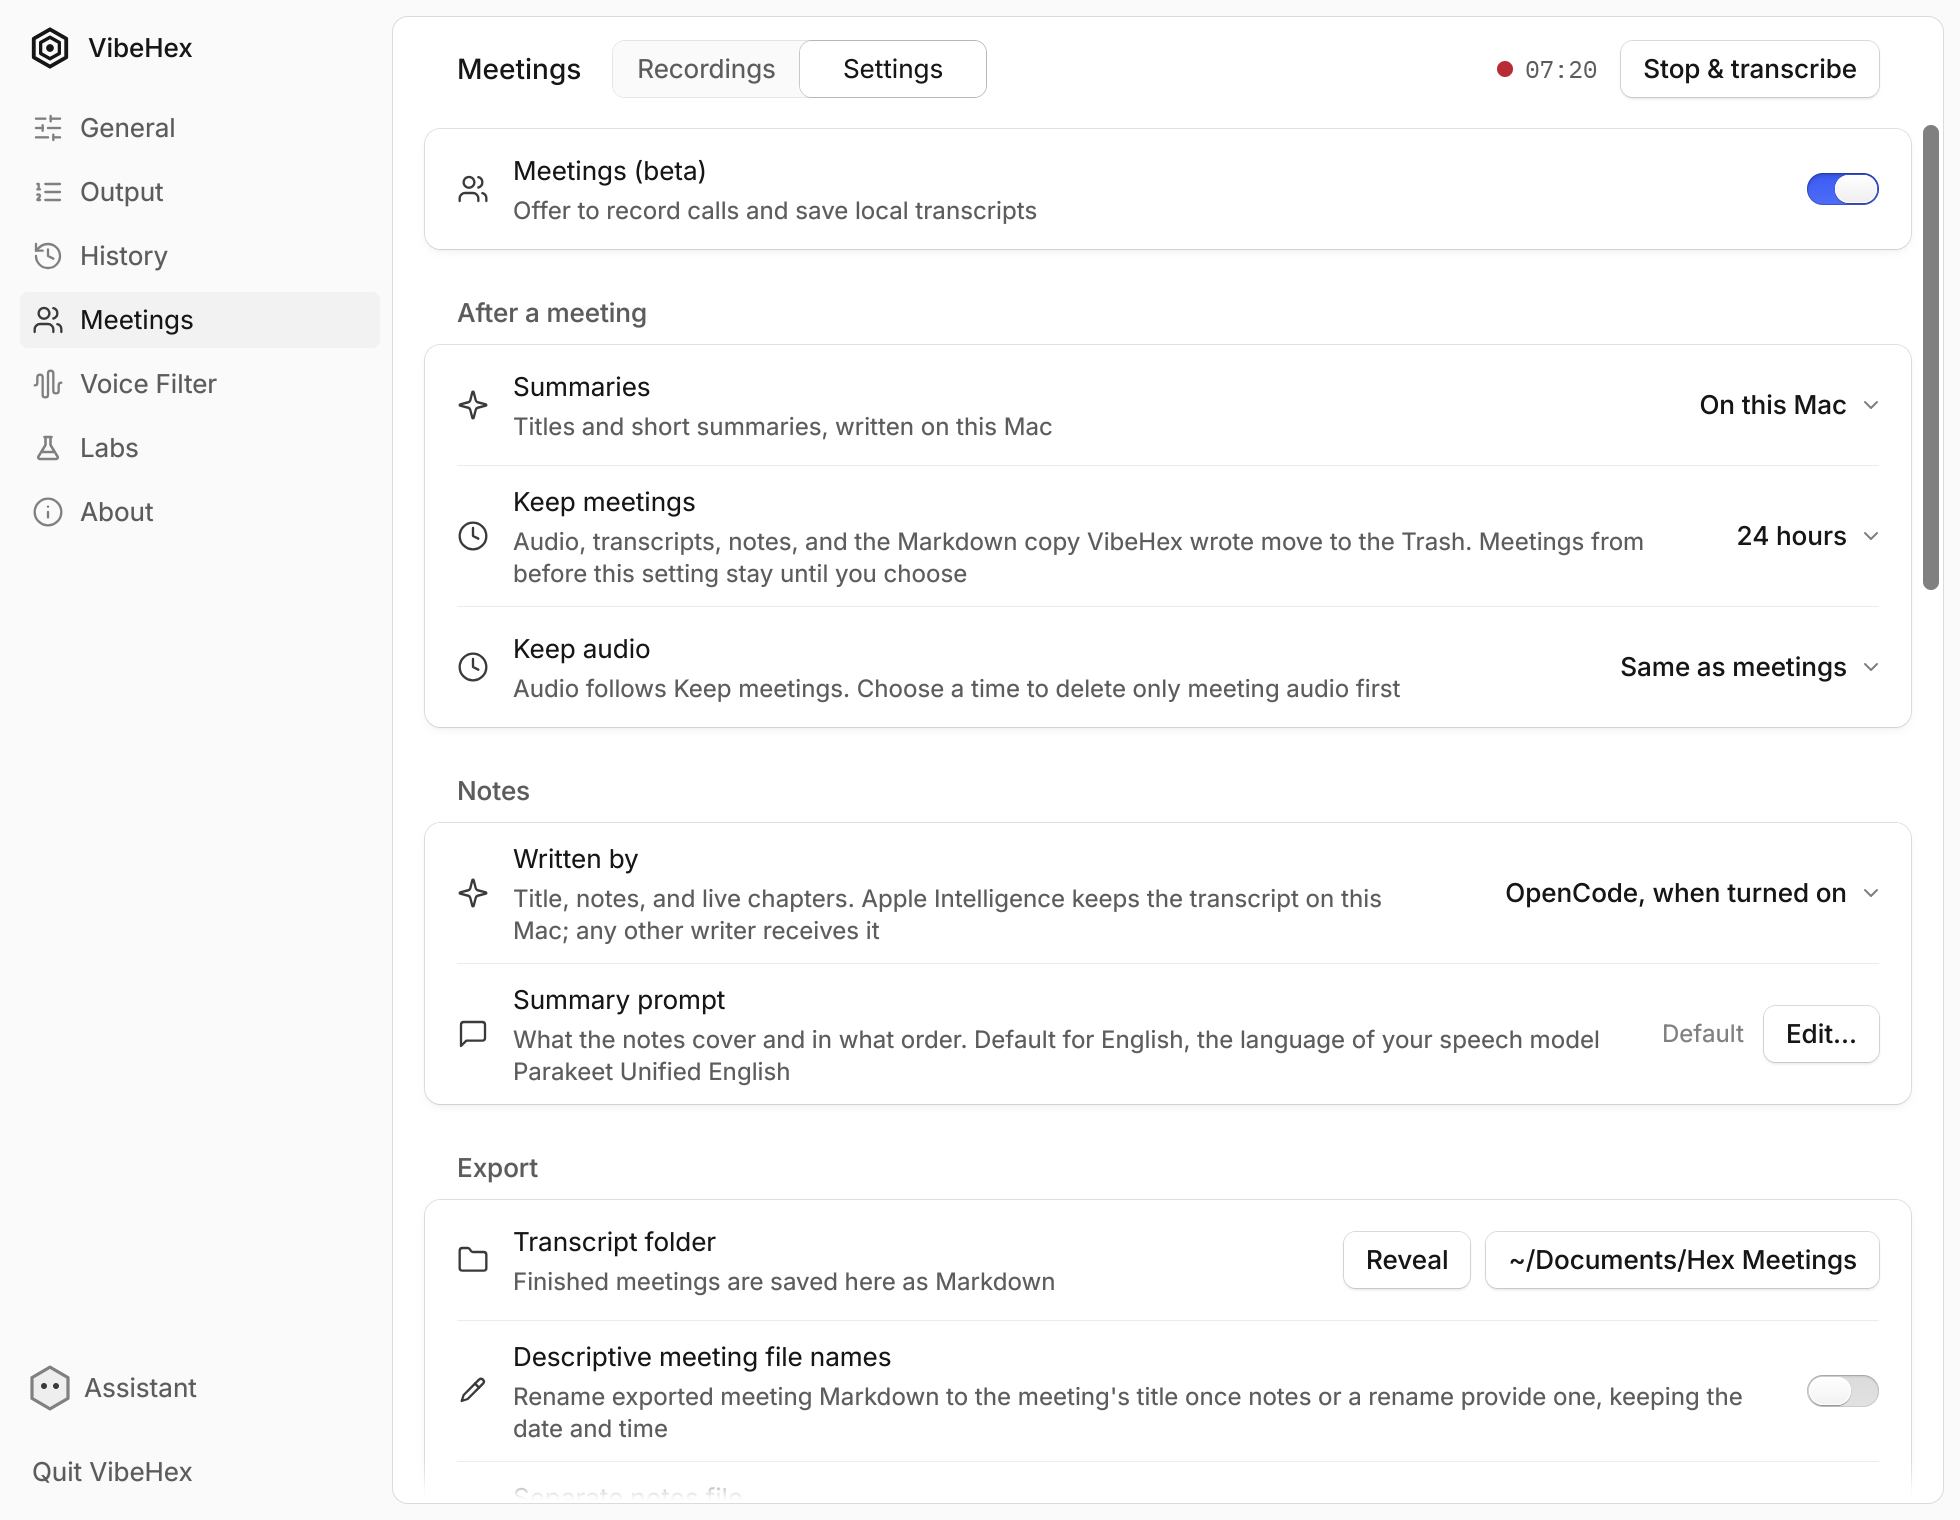 VibeHex
General
Output
History
Meetings
Voice Filter
Labs
About
Assistant
Quit VibeHex
Meetings
Recordings
Settings
07:20
Stop & transcribe
Meetings (beta)
Offer to record calls and save local transcripts
After a meeting
Summaries
Titles and short summaries, written on this Mac
On this Mac
Keep meetings
Audio, transcripts, notes, and the Markdown copy VibeHex wrote move to the Trash. Meetings from
before this setting stay until you choose
24 hours
Keep audio
Audio follows Keep meetings. Choose a time to delete only meeting audio first
Same as meetings
Notes
Written by
Title, notes, and live chapters. Apple Intelligence keeps the transcript on this
Mac; any other writer receives it
OpenCode, when turned on
Summary prompt
What the notes cover and in what order. Default for English, the language of your speech model
Parakeet Unified English
Default
Edit...
Export
Transcript folder
Finished meetings are saved here as Markdown
Reveal
~/Documents/Hex Meetings
Descriptive meeting file names
Rename exported meeting Markdown to the meeting's title once notes or a rename provide one, keeping the
date and time
Separate notes file